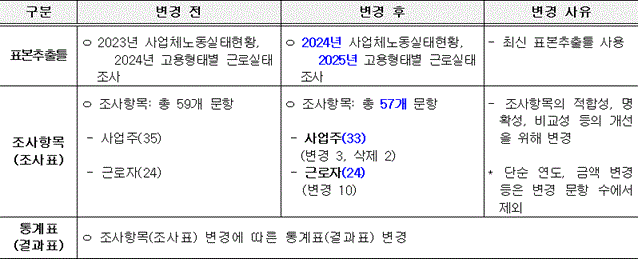 구분 변경 전 변경 후 변경 사유
표본추출틀
ㅇ 2023년 사업체노동실태현황,
2024년 고용형태별 근로실태
조사
ㅇ 2024년 사업체노동실태현황,
2025년 고용형태별 근로실태
조사
- 최신 표본추출틀 사용
조사항목
(조사표)
ㅇ 조사항목: 총 59개 문항
- 사업주(35)
- 근로자(24)
ㅇ 조사항목: 총 57개 문항
- 사업주(33)
(변경 3, 삭제 2)
- 근로자(24)
(변경 10)
- 조사항목의 적합성, 명
확성, 비교성 등의 개선
을 위해 변경
* 단순 연도, 금액 변경
등은 변경 문항 수에서
제외
통계표
(결과표)
ㅇ 조사항목(조사표) 변경에 따른 통계표(결과표) 변경